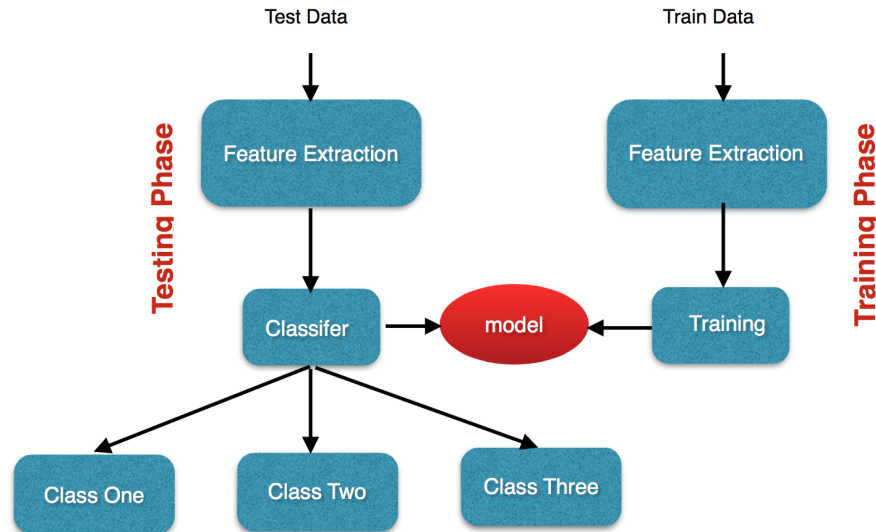 Test Data
Train Data
Testing Phase
Feature Extraction
Feature Extraction
Training Phase
Classifer
model
Training
Class One
Class Two
Class Three